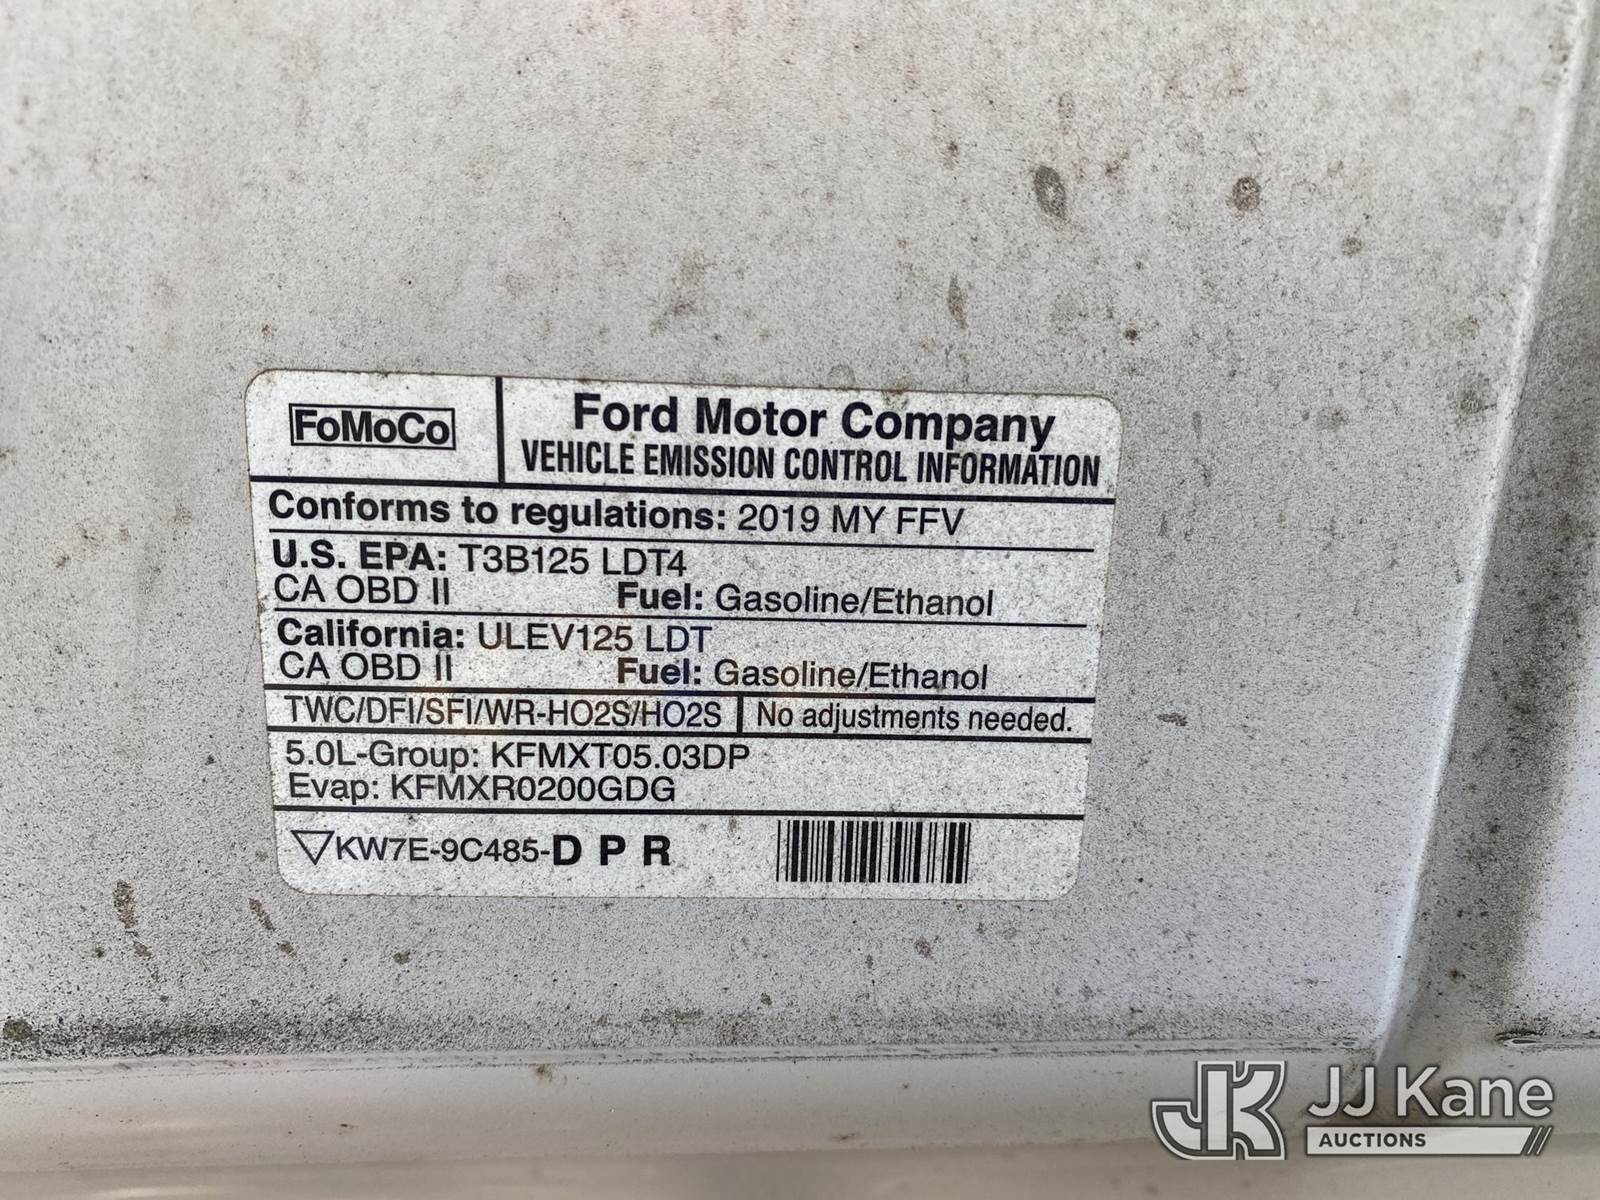 FoMoCo
Ford Motor Company
VEHICLE EMISSION CONTROL INFORMATION
Conforms to regulations: 2019 MY FFV
U.S. EPA: T3B125 LDT4
CA OBD II Fuel: Gasoline/Ethanol
California: ULEV125 LDT
CA OBD II Fuel: Gasoline/Ethanol
TWC/DFI/SFI/WR-HO2S/HO2S No adjustments needed.
5.0L-Group: KFMXT05.03DP
Evap: KFMXR0200GDG
KW7E-9C485-D P R
JK JJ Kane
AUCTIONS